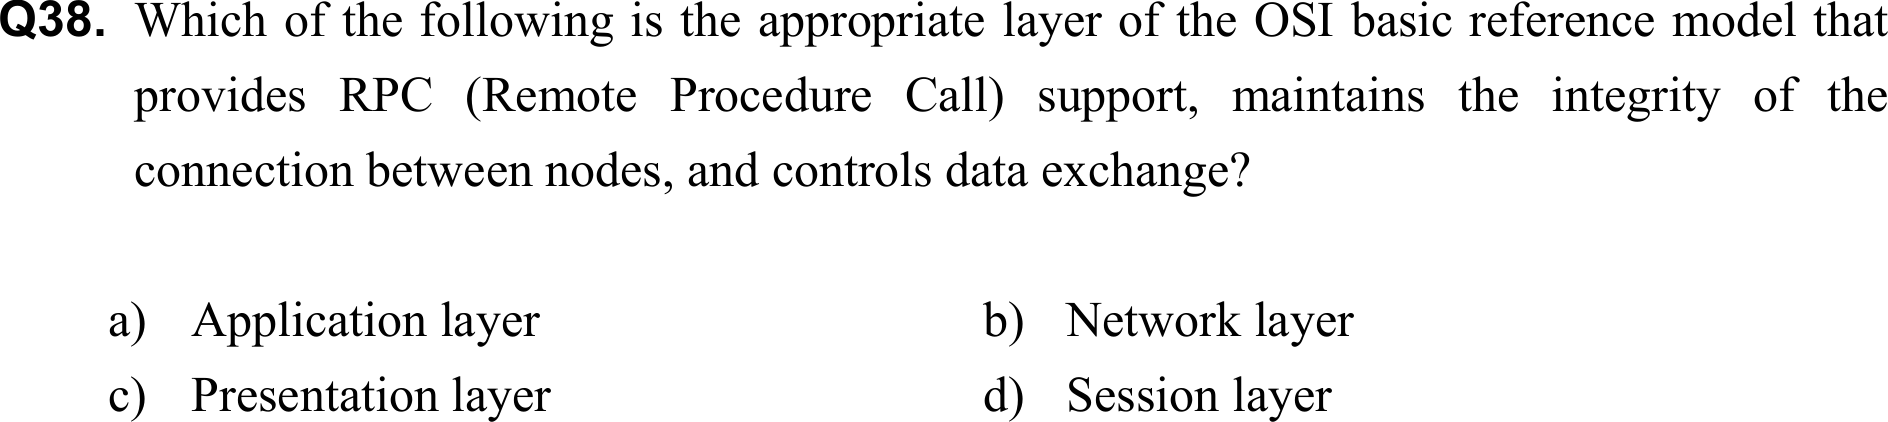 Q38. Which of the following is the appropriate layer of the OSI basic reference model that
provides RPC (Remote Procedure Call) support, maintains the integrity of the
connection between nodes, and controls data exchange?
a) Application layer b) Network layer
c) Presentation layer d) Session layer